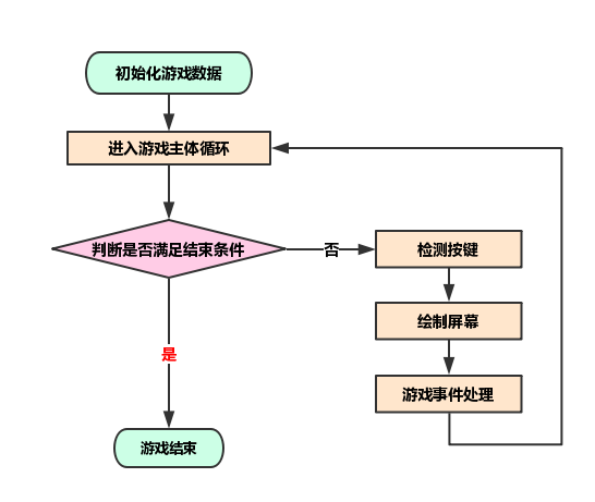 初始化游戏数据
进入游戏主体循环
判断是否满足结束条件
否
检测按键
绘制屏幕
游戏事件处理
是
游戏结束